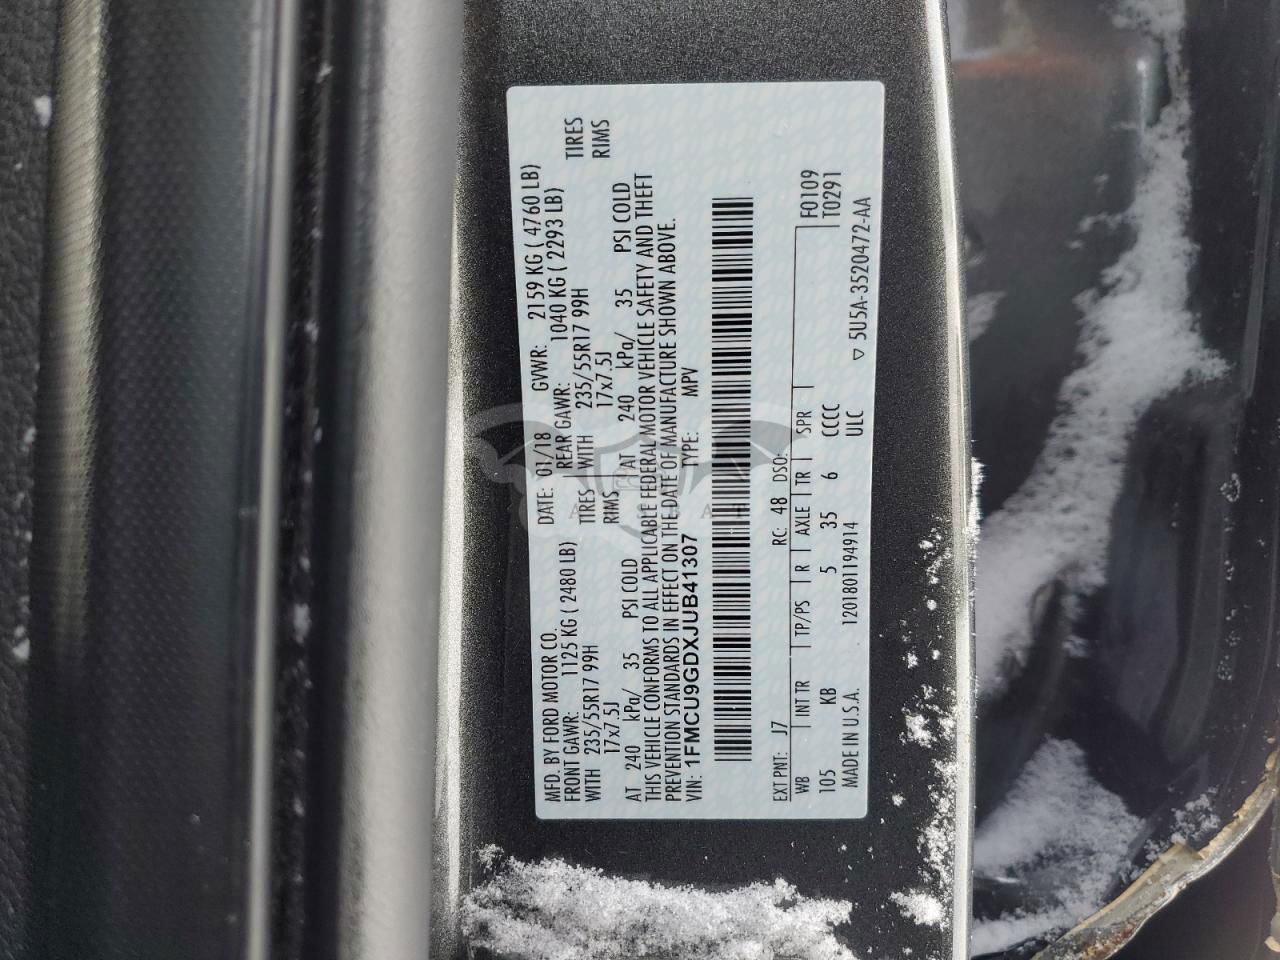 MFD. BY FORD MOTOR CO. DATE: 01/18 GVWR: 2159 KG ( 4760 LB)
FRONT GAWR: 1125 KG ( 2480 LB) REAR GAWR: 1040 KG ( 2293 LB)
WITH 235/55R17 99H TIRES WITH 235/55R17 99H TIRES
17x7.5J RIMS 17x7.5J RIMS
AT 240 kPa/ 35 PSI COLD AT 240 kPa/ 35 PSI COLD
THIS VEHICLE CONFORMS TO ALL APPLICABLE FEDERAL MOTOR VEHICLE SAFETY AND THEFT
PREVENTION STANDARDS IN EFFECT ON THE DATE OF MANUFACTURE SHOWN ABOVE.
VIN: 1FMCU9GDXJUB41307 TYPE: MPV
EXT PNT: J7 RC: 48 DSO:
WB INT TR TP/PS R AXLE TR SPR F0109
105 KB 5 35 6 CCCC T0291
MADE IN U.S.A. 1201801194914 ULC ▽ 5U5A-3520472-AA